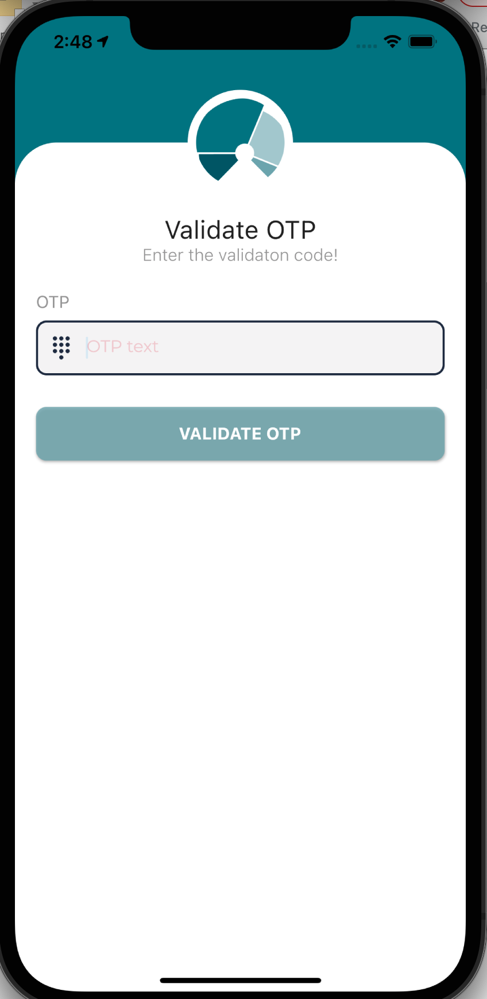 Re
2:48
Validate OTP
Enter the validaton code!
OTP
OTP text
VALIDATE OTP